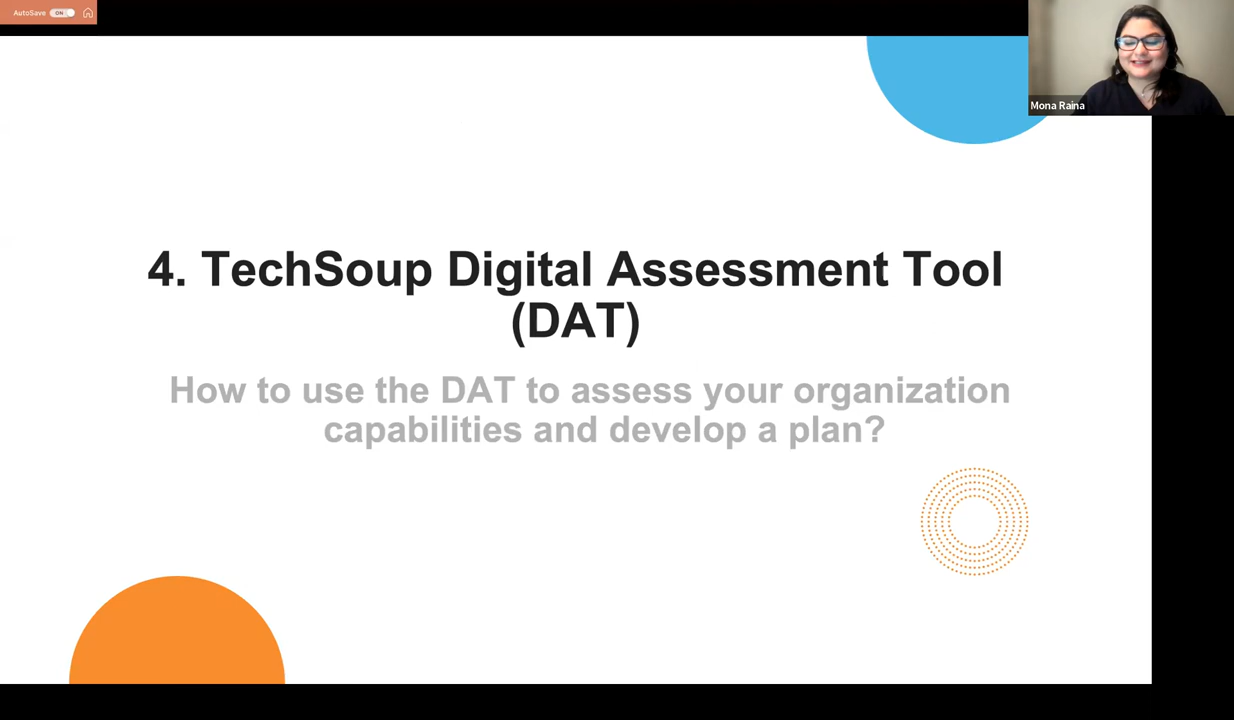 AutoSave ON
Mona Raina
4. TechSoup Digital Assessment Tool
(DAT)
How to use the DAT to assess your organization
capabilities and develop a plan?